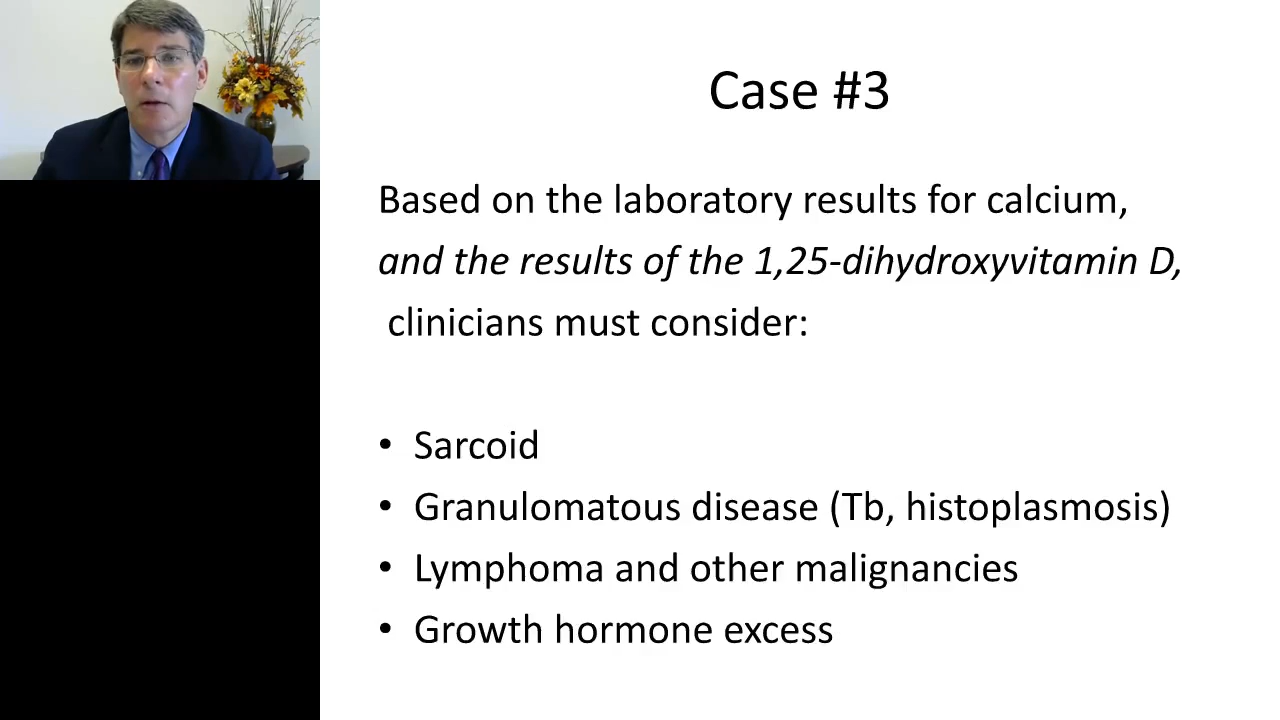 Case #3
Based on the laboratory results for calcium,
and the results of the 1,25-dihydroxyvitamin D,
clinicians must consider:
• Sarcoid
• Granulomatous disease (Tb, histoplasmosis)
• Lymphoma and other malignancies
• Growth hormone excess